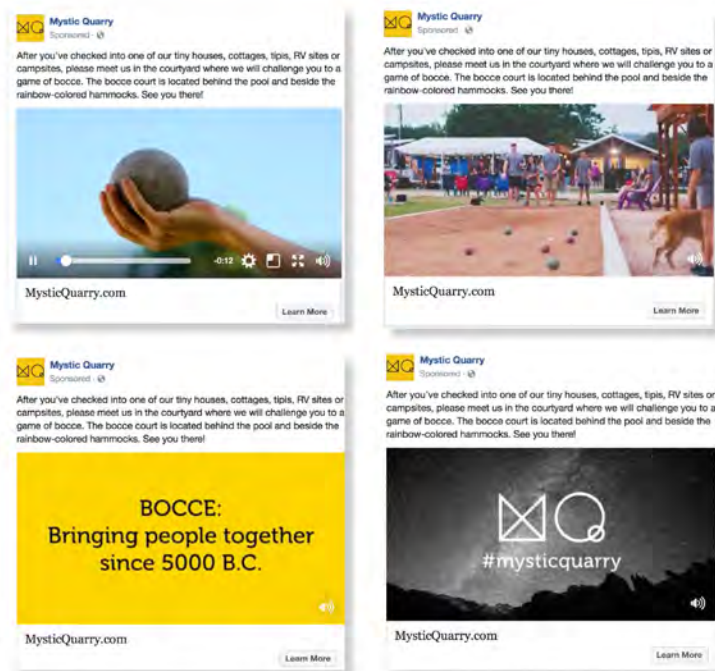 Mystic Quarry
Sponsored ·
After you've checked into one of our tiny houses, cottages, tipis, RV sites or
campsites, please meet us in the courtyard where we will challenge you to a
game of bocce. The bocce court is located behind the pool and beside the
rainbow-colored hammocks. See you there!
-0:12
MysticQuarry.com
Learn More
Mystic Quarry
Sponsored ·
After you've checked into one of our tiny houses, cottages, tipis, RV sites or
campsites, please meet us in the courtyard where we will challenge you to a
game of bocce. The bocce court is located behind the pool and beside the
rainbow-colored hammocks. See you there!
MysticQuarry.com
Learn More
Mystic Quarry
Sponsored ·
After you've checked into one of our tiny houses, cottages, tipis, RV sites or
campsites, please meet us in the courtyard where we will challenge you to a
game of bocce. The bocce court is located behind the pool and beside the
rainbow-colored hammocks. See you there!
BOCCE:
Bringing people together
since 5000 B.C.
MysticQuarry.com
Learn More
Mystic Quarry
Sponsored ·
After you've checked into one of our tiny houses, cottages, tipis, RV sites or
campsites, please meet us in the courtyard where we will challenge you to a
game of bocce. The bocce court is located behind the pool and beside the
rainbow-colored hammocks. See you there!
MQ
#mysticquarry
MysticQuarry.com
Learn More